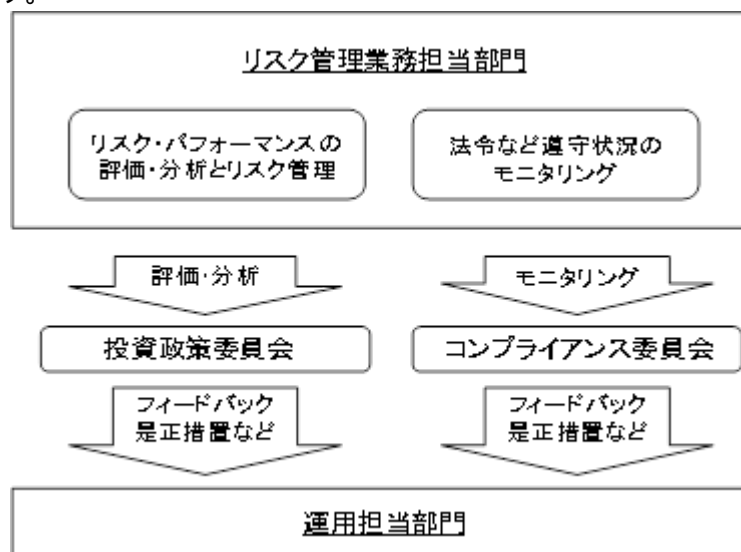 す。
リスク管理業務担当部門
リスク・パフォーマンスの
評価・分析とリスク管理
法令など遵守状況の
モニタリング
評価・分析
モニタリング
投資政策委員会
コンプライアンス委員会
フィードバック
是正措置など
フィードバック
是正措置など
運用担当部門